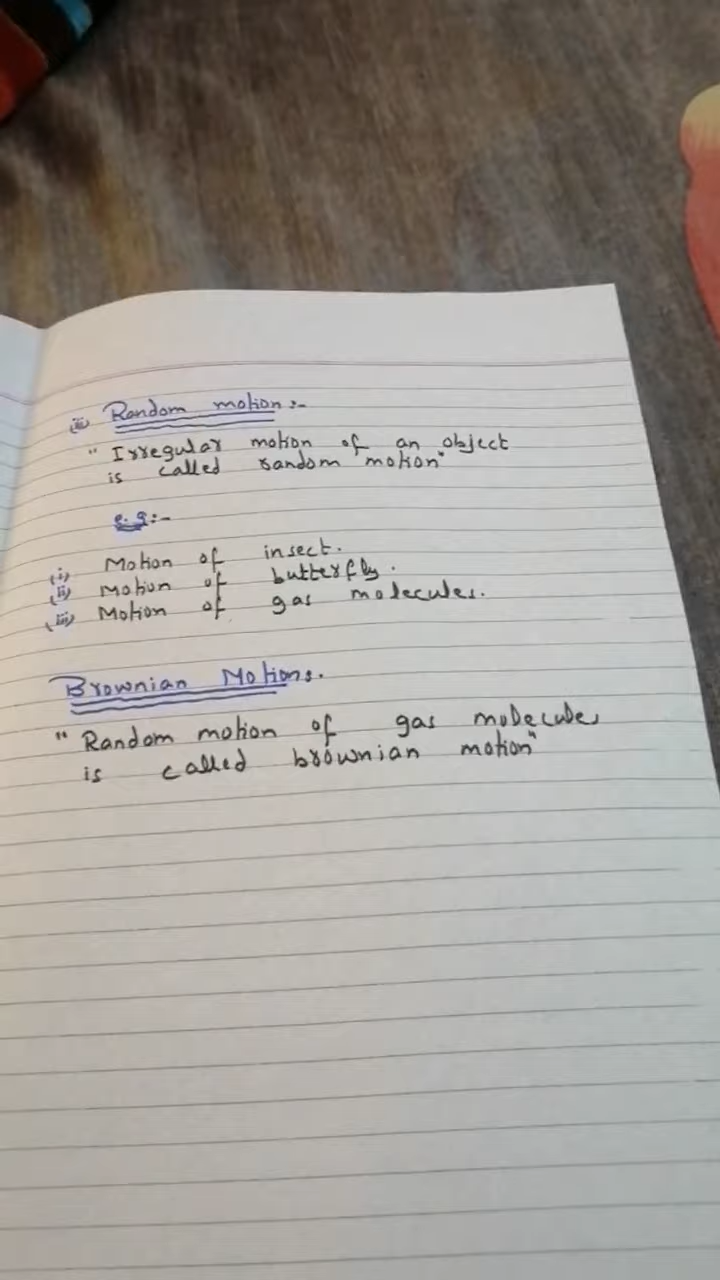 (iii) Random motion:-
"Irregular motion of an object
is called random motion"
e.g:-
(i) Motion of insect.
(ii) Motion of butterfly.
(iii) Motion of gas molecules.
Brownian Motion:.
"Random motion of gas molecules
is called brownian motion"